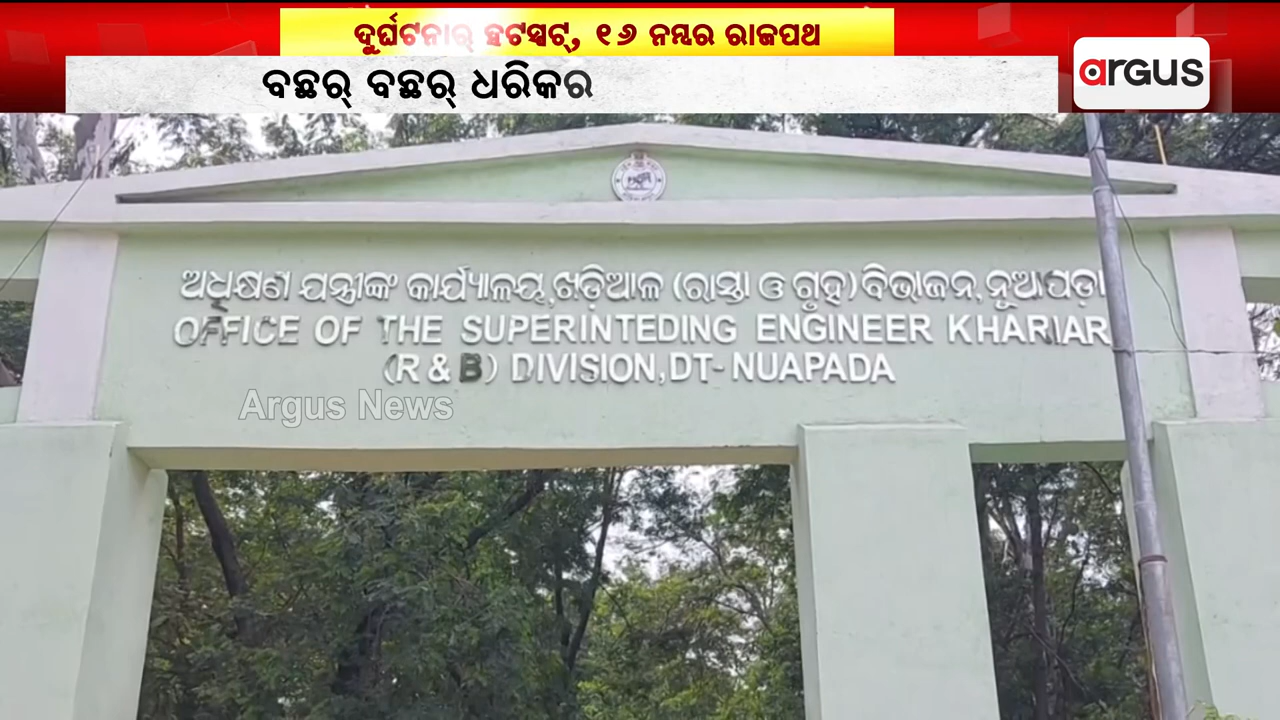 ଦୁର୍ଘଟନାର୍ ହଟସ୍ପଟ୍, ୧୬ ନମ୍ବର ରାଜପଥ
ବଛର୍ ବଛର୍ ଧରିକର
argus
ଅଧିକ୍ଷଣ ଯନ୍ତ୍ରୀଙ୍କ କାର୍ଯ୍ୟାଳୟ,ଖଡ଼ିଆଳ (ରାସ୍ତା ଓ ଗୃହ) ବିଭାଜନ, ନୂଆପଡ଼ା
OFFICE OF THE SUPERINTEDING ENGINEER KHARIAR
(R & B) DIVISION,DT- NUAPADA
Argus News